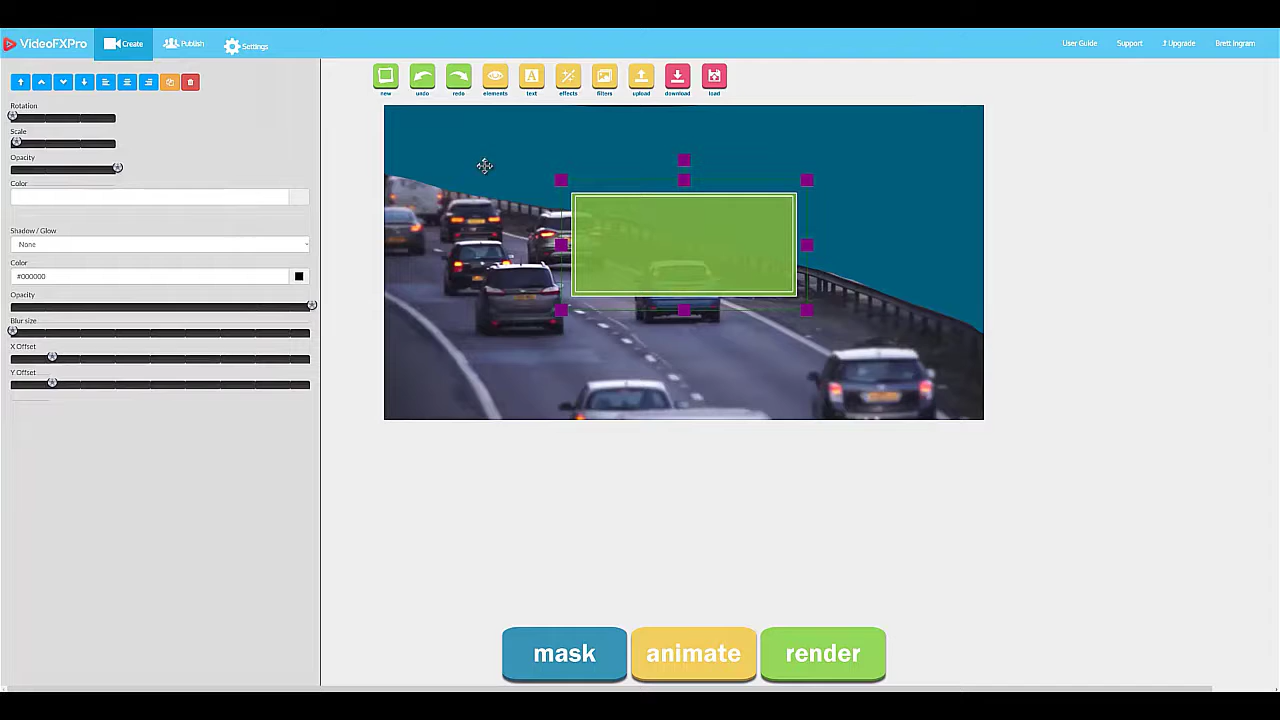 VideoFXPro
Create
Publish
Settings
User Guide
Support
Upgrade
Brett Ingram
new
undo
redo
elements
text
effects
filters
upload
download
load
Rotation
Scale
Opacity
Color
Shadow / Glow
None
Color
#000000
Opacity
Blur size
X Offset
Y Offset
mask
animate
render